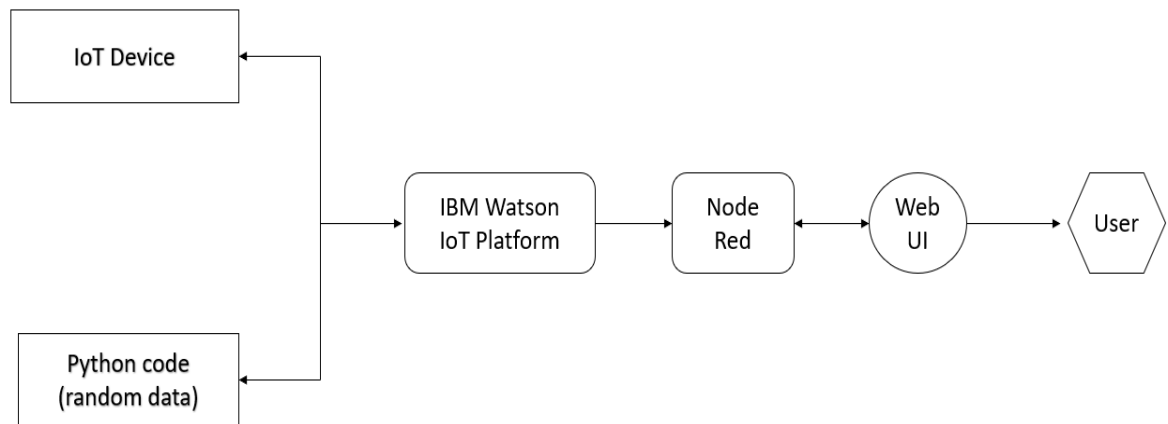 IoT Device
IBM Watson
IoT Platform
Node
Red
Web
UI
User
Python code
(random data)